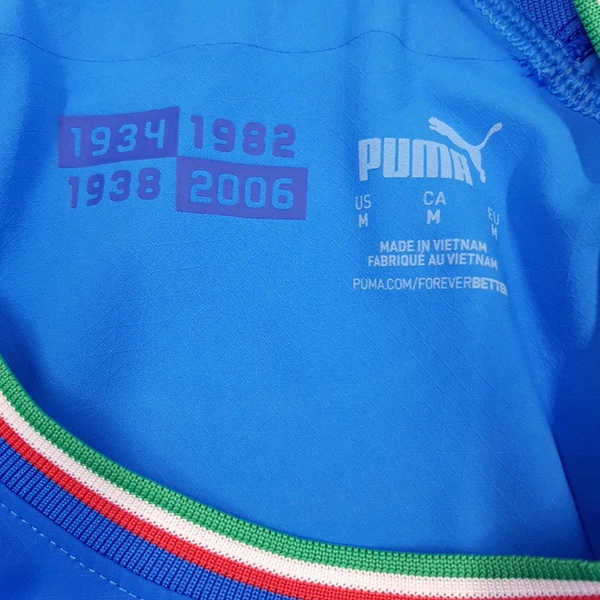 1934 1982
1938 2006
PUMA
US CA EU
M M M
MADE IN VIETNAM
FABRIQUÉ AU VIETNAM
PUMA.COM/FOREVERBETTER